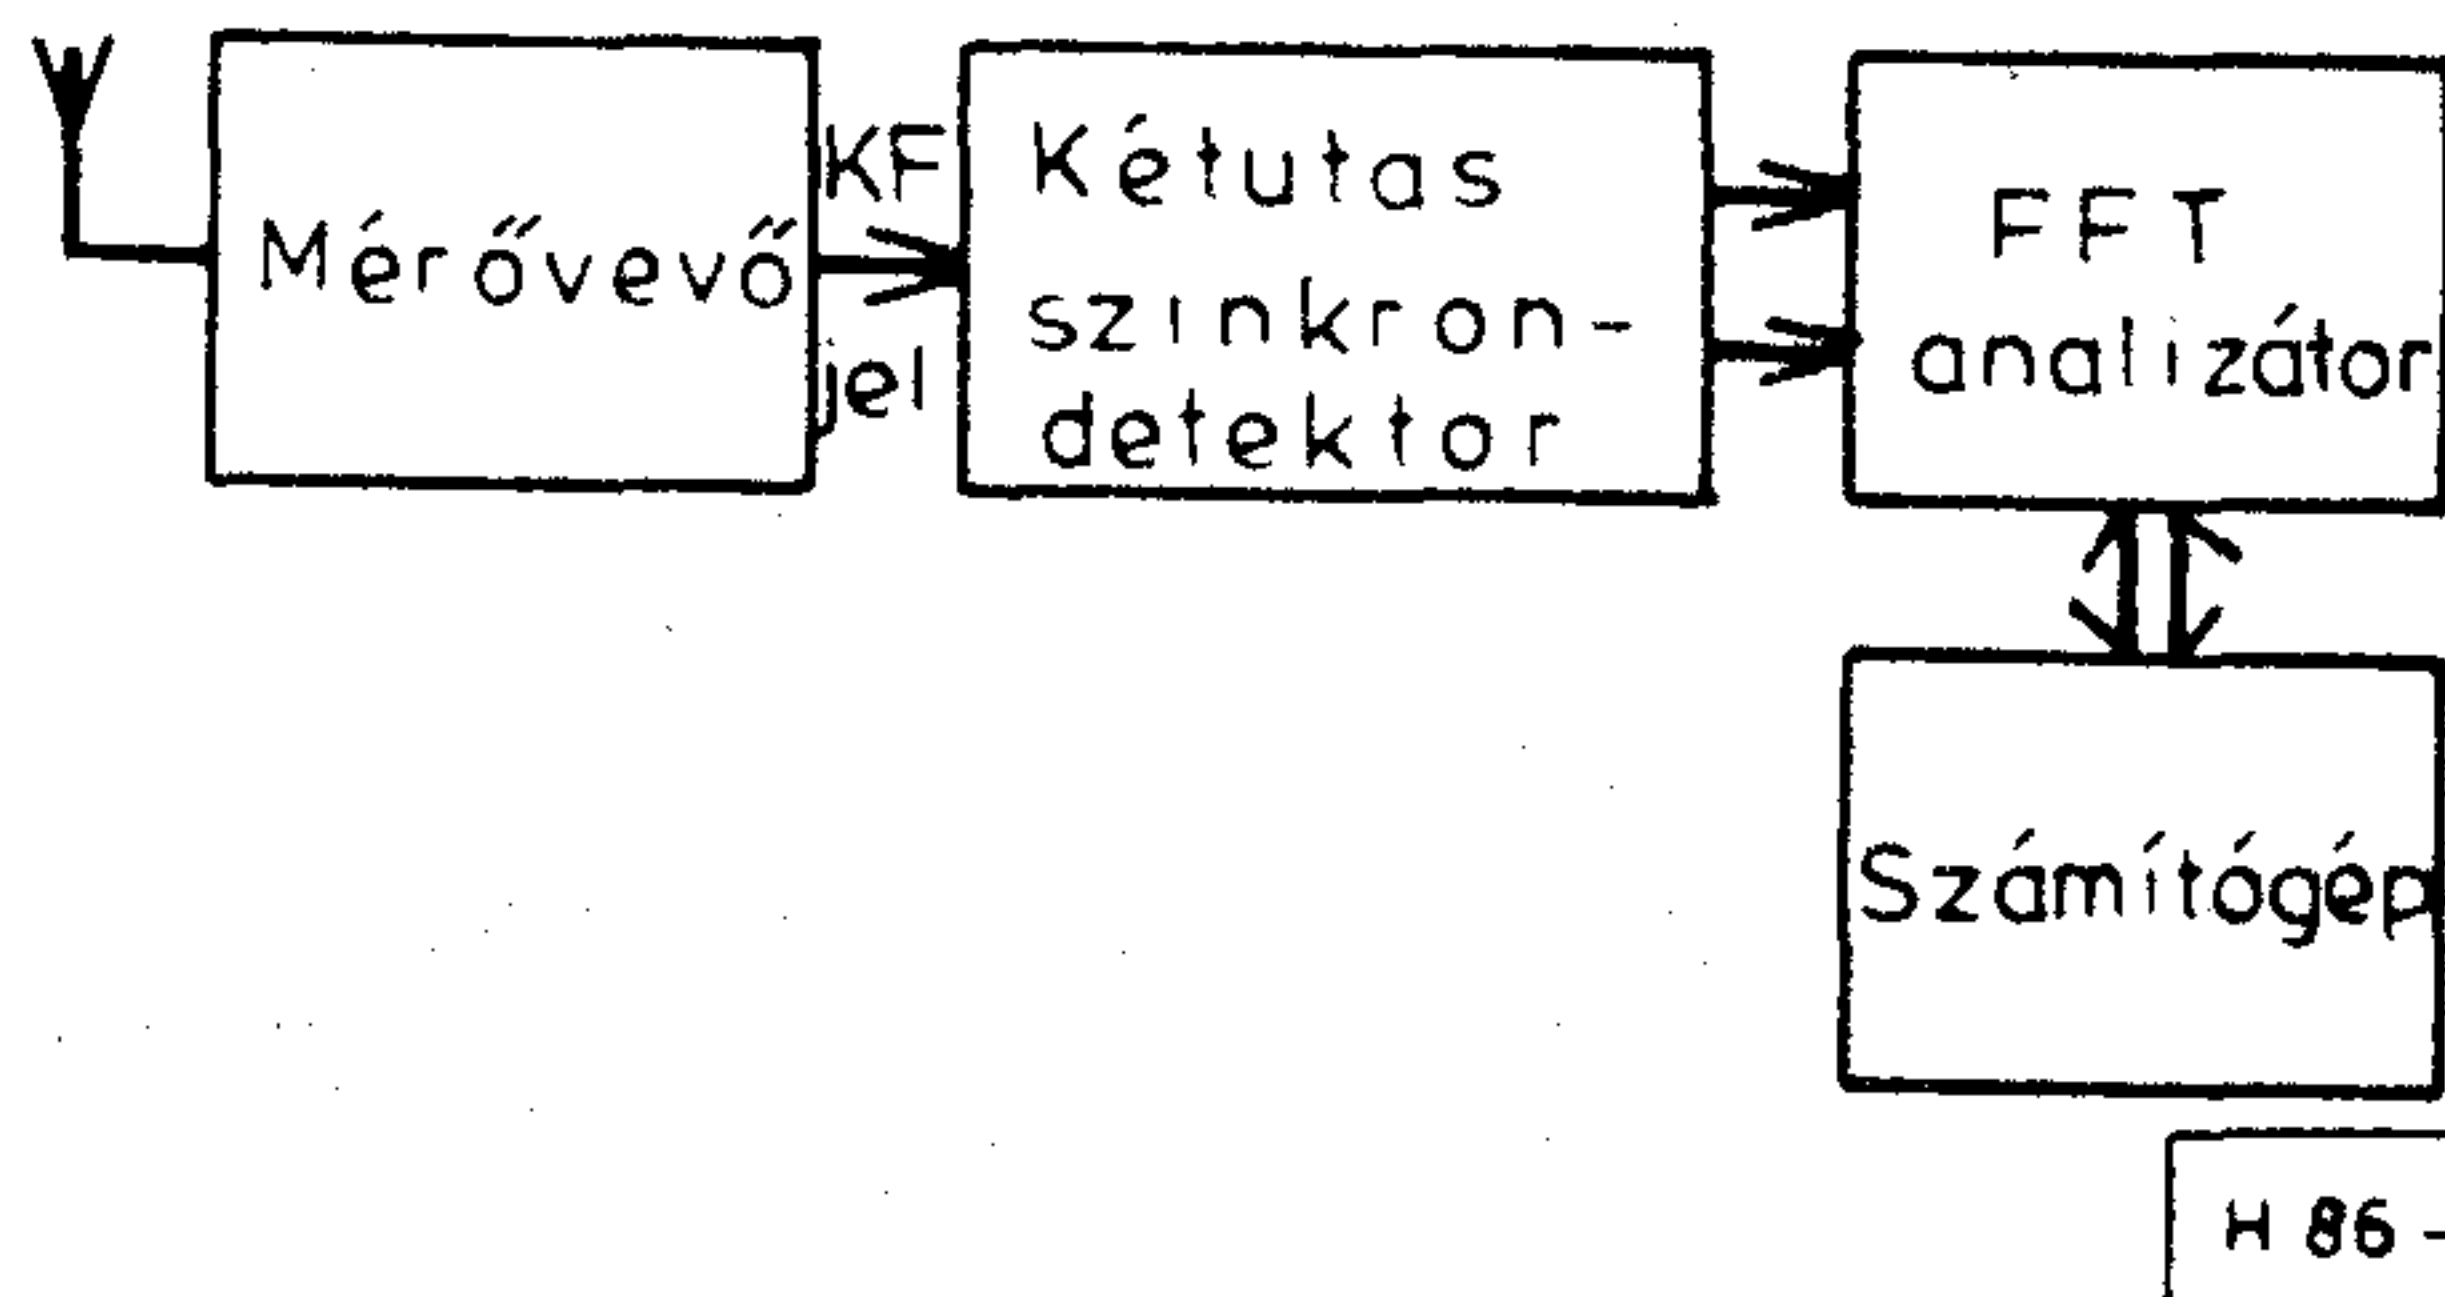 Mérővevő
KF
jel
Kétutas
szinkron-
detektor
FFT
analizátor
Számítógép
H 86-